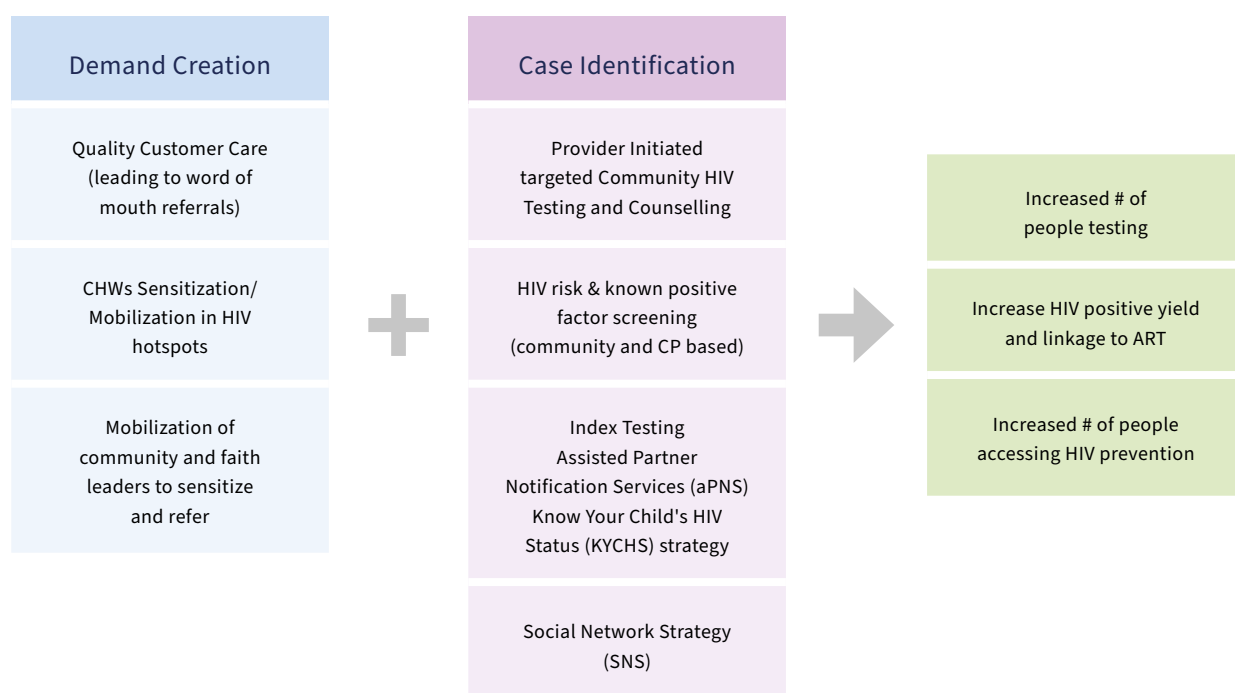 Demand Creation
Quality Customer Care
(leading to word of
mouth referrals)
CHWs Sensitization/
Mobilization in HIV
hotspots
Mobilization of
community and faith
leaders to sensitize
and refer
Case Identification
Provider Initiated
targeted Community HIV
Testing and Counselling
HIV risk & known positive
factor screening
(community and CP based)
Index Testing
Assisted Partner
Notification Services (aPNS)
Know Your Child's HIV
Status (KYCHS) strategy
Social Network Strategy
(SNS)
Increased # of
people testing
Increase HIV positive yield
and linkage to ART
Increased # of people
accessing HIV prevention